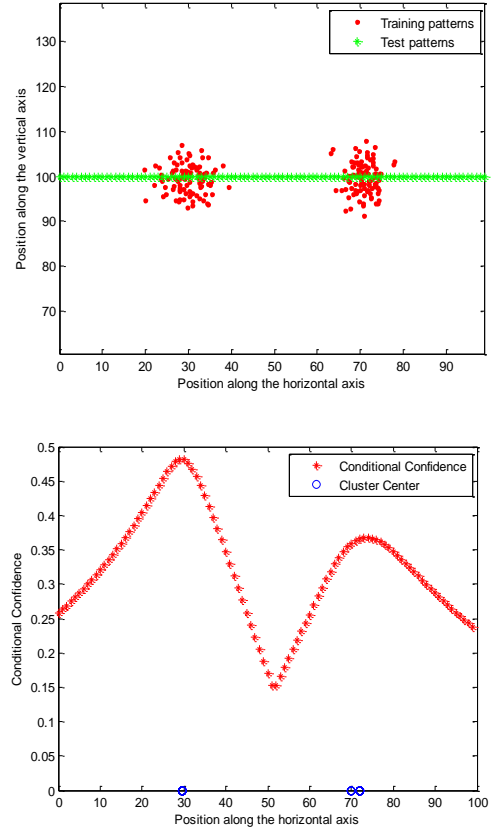 Training patterns
Test patterns
130
120
110
100
90
80
70
Position along the vertical axis
0 10 20 30 40 50 60 70 80 90
Position along the horizontal axis
0.5
0.45
0.4
0.35
0.3
0.25
0.2
0.15
0.1
0.05
0
Conditional Confidence
Conditional Confidence
Cluster Center
0 10 20 30 40 50 60 70 80 90 100
Position along the horizontal axis